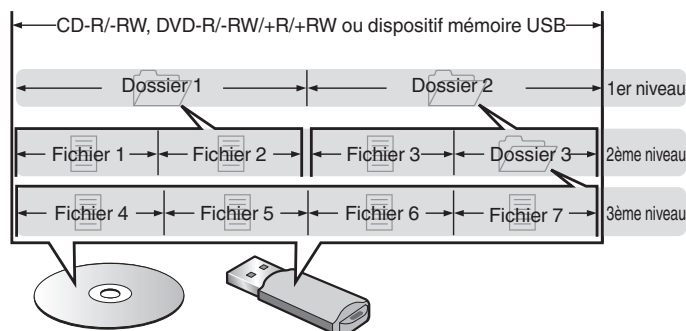 CD-R/-RW, DVD-R/-RW/+R/+RW ou dispositif mémoire USB
Dossier 1 Dossier 2 1er niveau
Fichier 1 Fichier 2 Fichier 3 Dossier 3 2ème niveau
Fichier 4 Fichier 5 Fichier 6 Fichier 7 3ème niveau